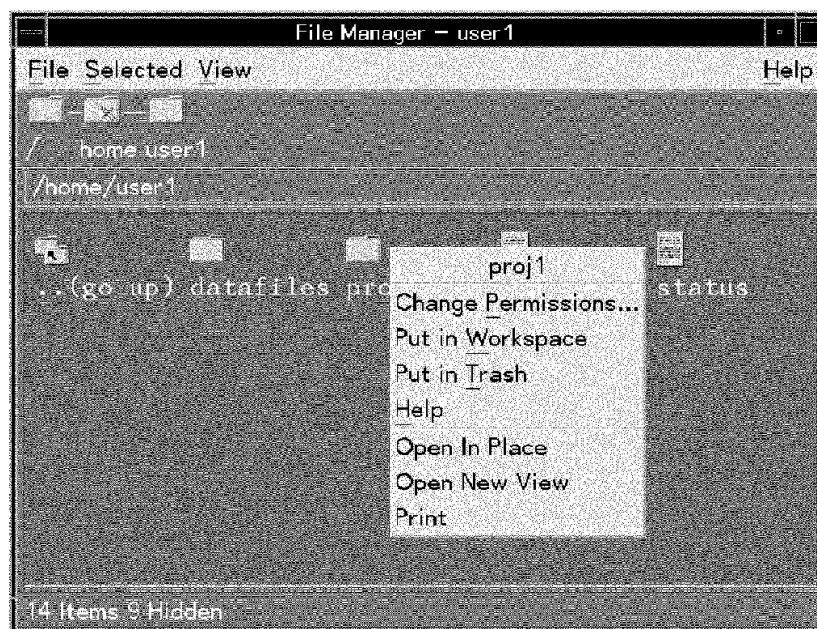 File Manager – user1
File Selected View Help
/ home user1
/home/user1
..(go up) datafiles pro status
proj1
Change Permissions...
Put in Workspace
Put in Trash
Help
Open In Place
Open New View
Print
14 Items 9 Hidden